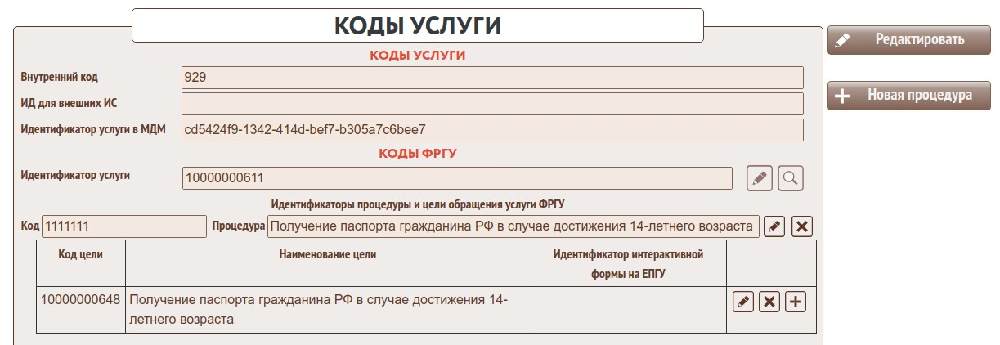 КОДЫ УСЛУГИ
Редактировать
КОДЫ УСЛУГИ
Внутренний код 929
Новая процедура
ИД для внешних ИС
Идентификатор услуги в МДМ cd5424f9-1342-414d-bef7-b305a7c6bee7
КОДЫ ФРГУ
Идентификатор услуги 10000000611
Идентификаторы процедуры и цели обращения услуги ФРГУ
Код 1111111 Процедура Получение паспорта гражданина РФ в случае достижения 14-летнего возраста
Код цели Наименование цели Идентификатор интерактивной
формы на ЕПГУ
10000000648 Получение паспорта гражданина РФ в случае достижения 14-
летнего возраста